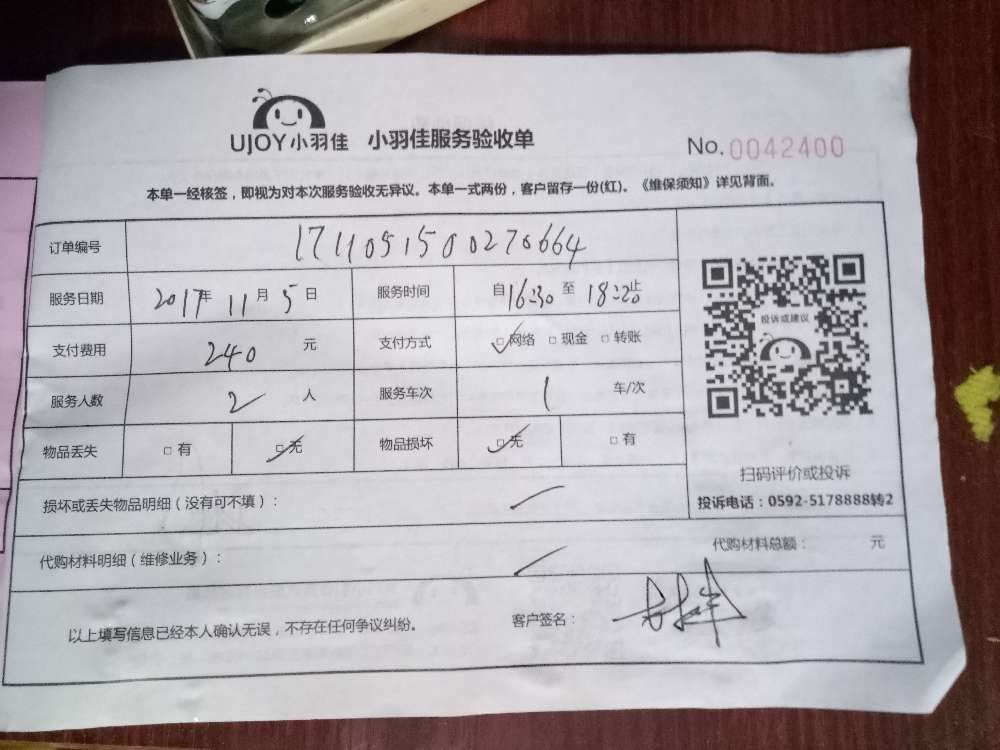 UJOY小羽佳 小羽佳服务验收单 No.0042400
本单一经核签，即视为对本次服务验收无异议。本单一式两份，客户留存一份(红)。《维保须知》详见背面。
订单编号 1711051500270664
服务日期 2017年 11月 5日 服务时间 自16:30至 18:20止
投诉或建议
支付费用 240 元 支付方式 □网络 □现金 □转账
服务人数 2 人 服务车次 1 车/次
物品丢失 □有 □无 物品损坏 □无 □有
扫码评价或投诉
损坏或丢失物品明细（没有可不填）：
投诉电话：0592-5178888转2
代购材料明细（维修业务）： 代购材料总额： 元
以上填写信息已经本人确认无误，不存在任何争议纠纷。 客户签名：